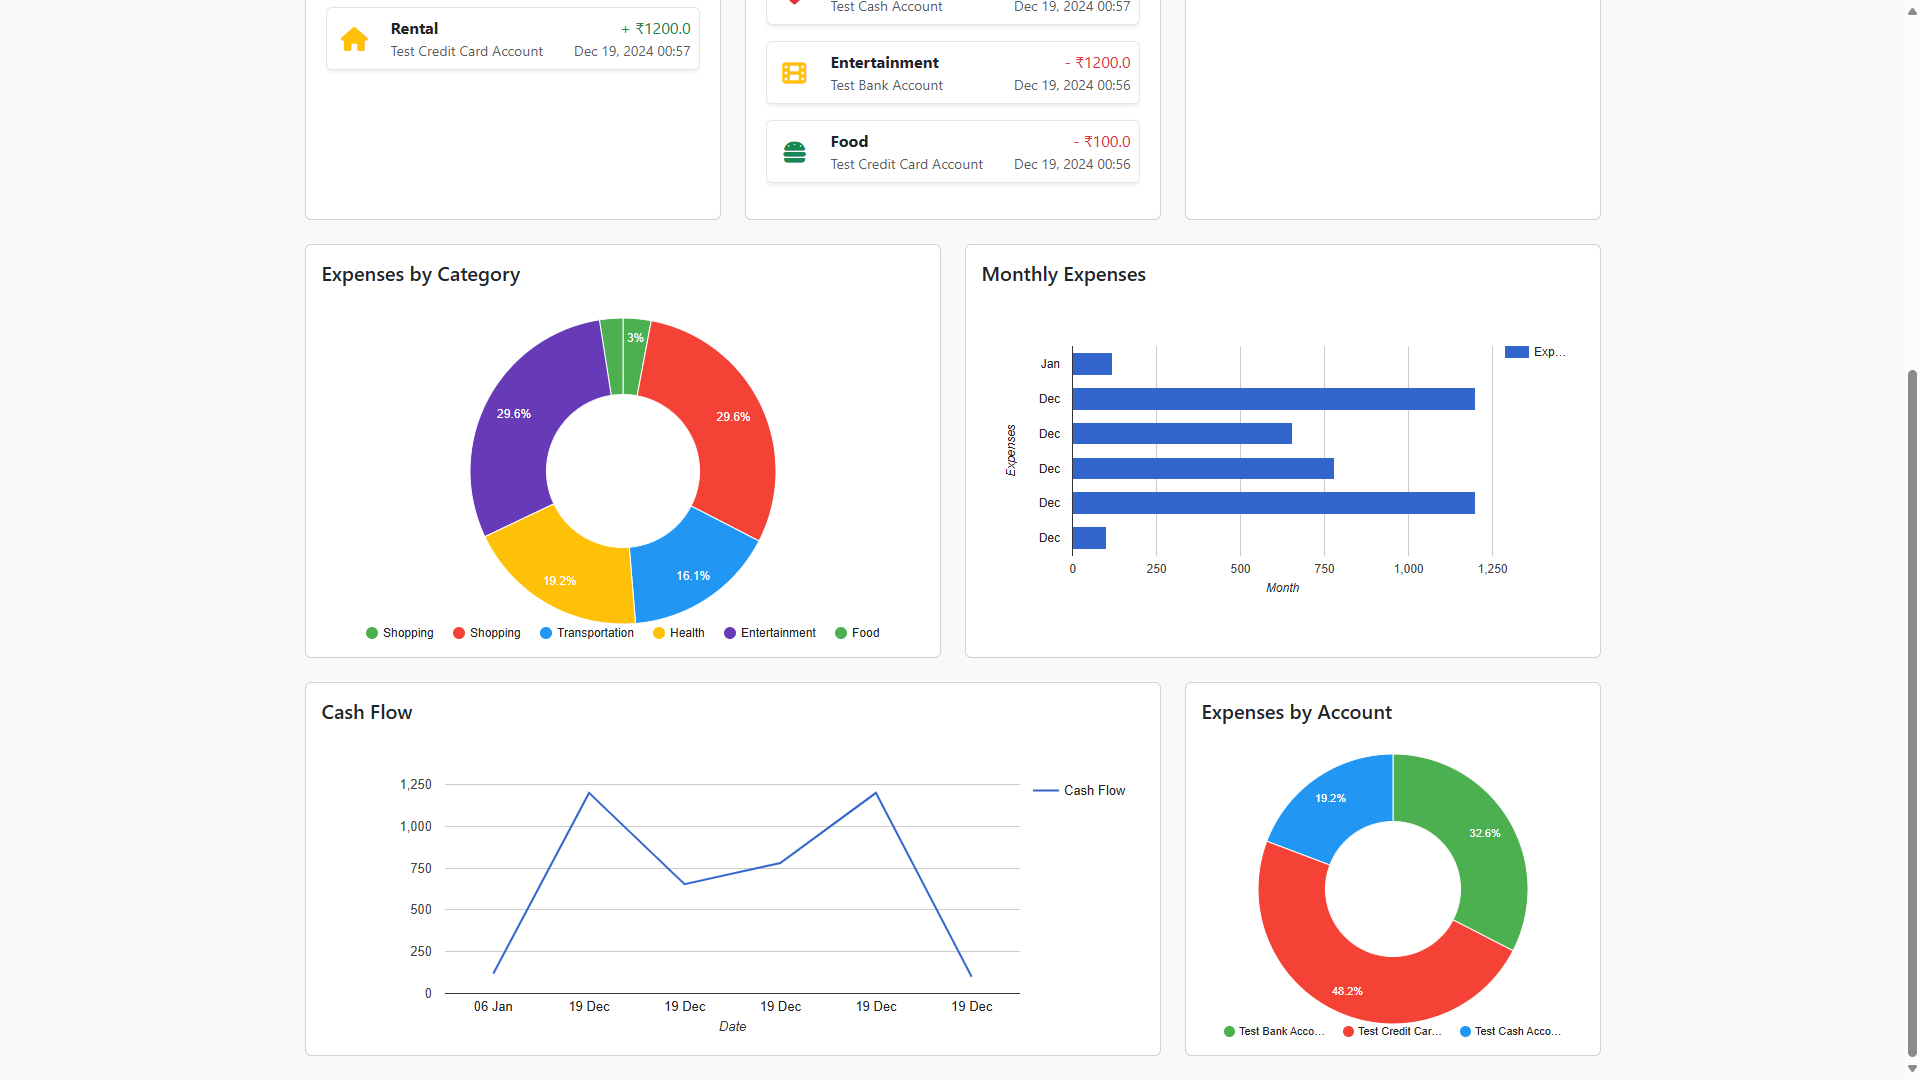 Rental + ₹1200.0
Test Credit Card Account Dec 19, 2024 00:57
Test Cash Account Dec 19, 2024 00:57
Entertainment - ₹1200.0
Test Bank Account Dec 19, 2024 00:56
Food - ₹100.0
Test Credit Card Account Dec 19, 2024 00:56
Expenses by Category
3%
29.6%
29.6%
16.1%
19.2%
Shopping Shopping Transportation Health Entertainment Food
Monthly Expenses
Exp...
Jan
Dec
Dec
Dec
Dec
Dec
Expenses
0 250 500 750 1,000 1,250
Month
Cash Flow
1,250
1,000
750
500
250
0
Cash Flow
06 Jan 19 Dec 19 Dec 19 Dec 19 Dec 19 Dec
Date
Expenses by Account
19.2%
32.6%
48.2%
Test Bank Acco... Test Credit Car... Test Cash Acco...